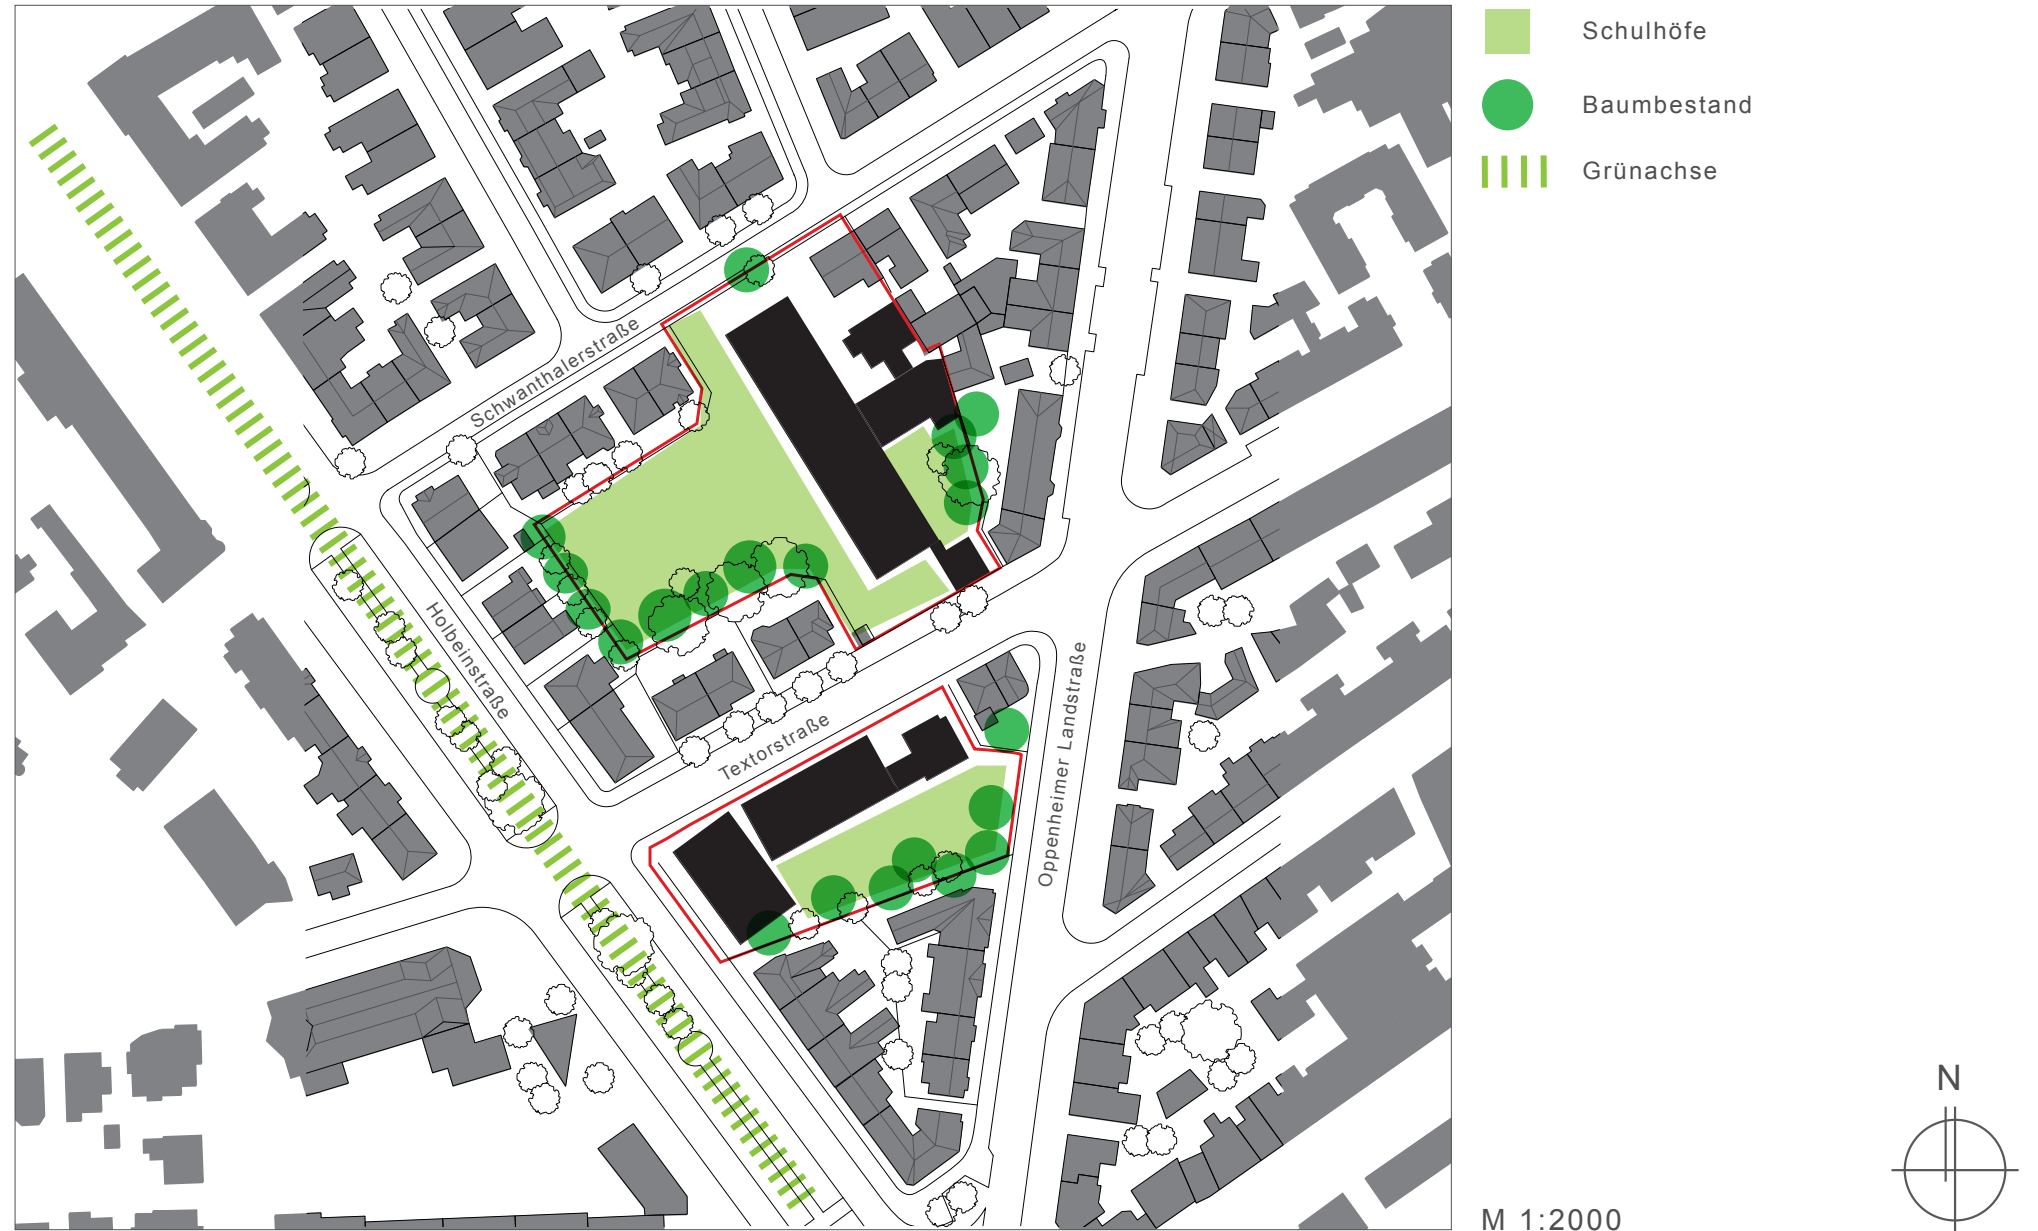 Schulhöfe
Baumbestand
Grünachse
Schwanthalerstraße
Holbeinstraße
Textorstraße
Oppenheimer Landstraße
N
M 1:2000